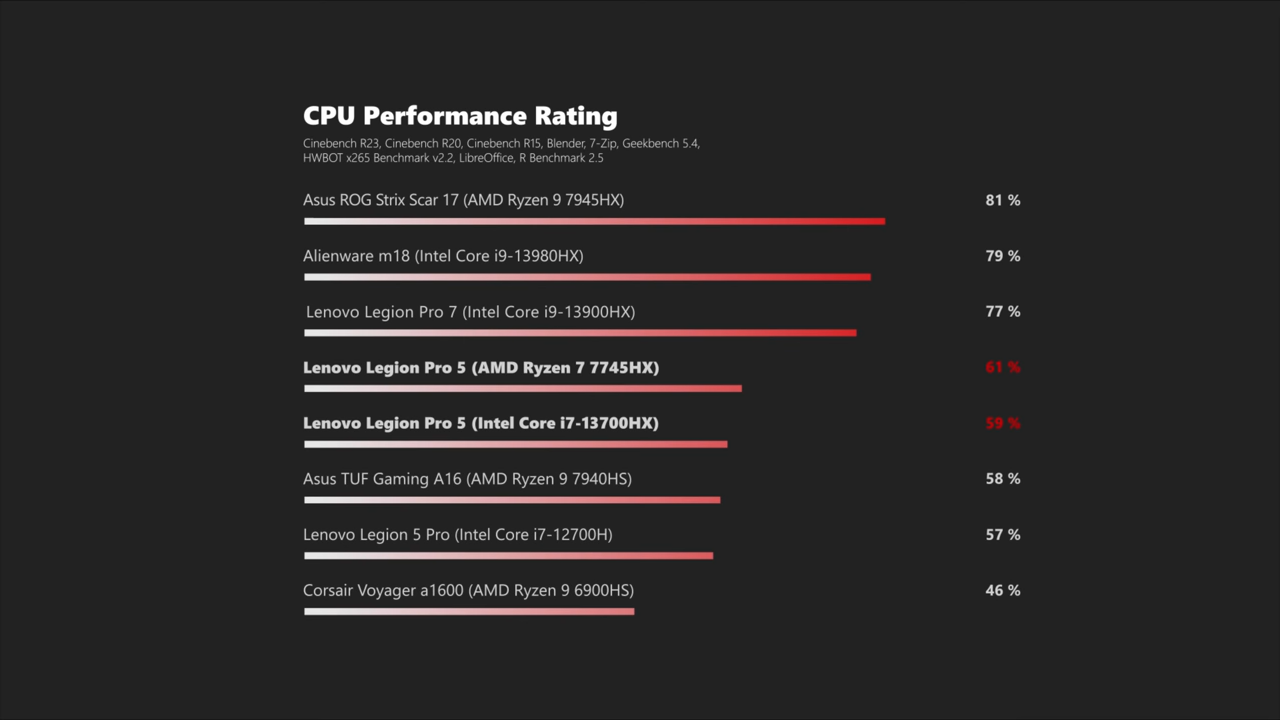 CPU Performance Rating
Cinebench R23, Cinebench R20, Cinebench R15, Blender, 7-Zip, Geekbench 5.4,
HWBOT x265 Benchmark v2.2, LibreOffice, R Benchmark 2.5
Asus ROG Strix Scar 17 (AMD Ryzen 9 7945HX) 81 %
Alienware m18 (Intel Core i9-13980HX) 79 %
Lenovo Legion Pro 7 (Intel Core i9-13900HX) 77 %
Lenovo Legion Pro 5 (AMD Ryzen 7 7745HX) 61 %
Lenovo Legion Pro 5 (Intel Core i7-13700HX) 59 %
Asus TUF Gaming A16 (AMD Ryzen 9 7940HS) 58 %
Lenovo Legion 5 Pro (Intel Core i7-12700H) 57 %
Corsair Voyager a1600 (AMD Ryzen 9 6900HS) 46 %